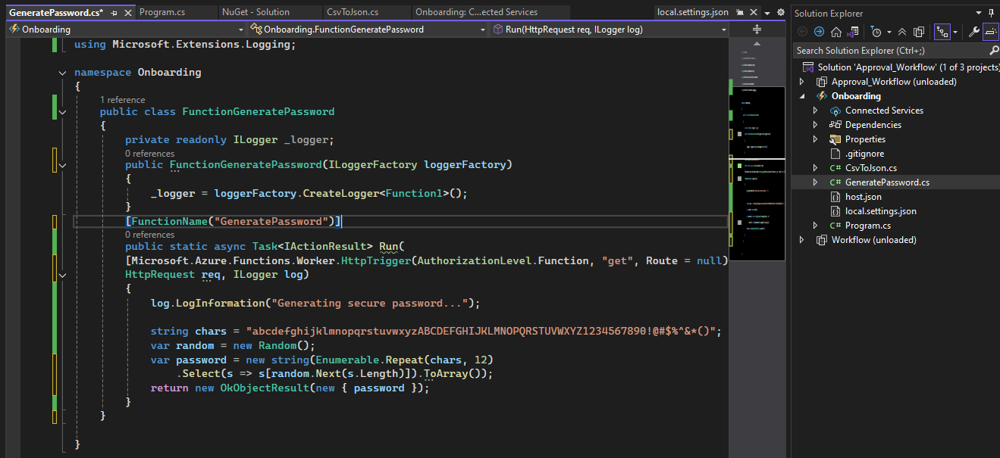 GeneratePassword.cs* Program.cs NuGet - Solution CsvToJson.cs Onboarding: C...ected Services local.settings.json
Onboarding Onboarding.FunctionGeneratePassword Run(HttpRequest req, ILogger log)
using Microsoft.Extensions.Logging;
namespace Onboarding
{
1 reference
public class FunctionGeneratePassword
{
private readonly ILogger _logger;
0 references
public FunctionGeneratePassword(ILoggerFactory loggerFactory)
{
_logger = loggerFactory.CreateLogger<Function1>();
}
[FunctionName("GeneratePassword")]
0 references
public static async Task<IActionResult> Run(
[Microsoft.Azure.Functions.Worker.HttpTrigger(AuthorizationLevel.Function, "get", Route = null)
HttpRequest req, ILogger log)
{
log.LogInformation("Generating secure password...");
string chars = "abcdefghijklmnopqrstuvwxyzABCDEFGHIJKLMNOPQRSTUVWXYZ1234567890!@#$%^&*()";
var random = new Random();
var password = new string(Enumerable.Repeat(chars, 12)
.Select(s => s[random.Next(s.Length)]).ToArray());
return new OkObjectResult(new { password });
}
}
}
Solution Explorer
Search Solution Explorer (Ctrl+;)
Solution 'Approval_Workflow' (1 of 3 projects)
Approval_Workflow (unloaded)
Onboarding
Connected Services
Dependencies
Properties
.gitignore
C# CsvToJson.cs
C# GeneratePassword.cs
host.json
local.settings.json
C# Program.cs
Workflow (unloaded)